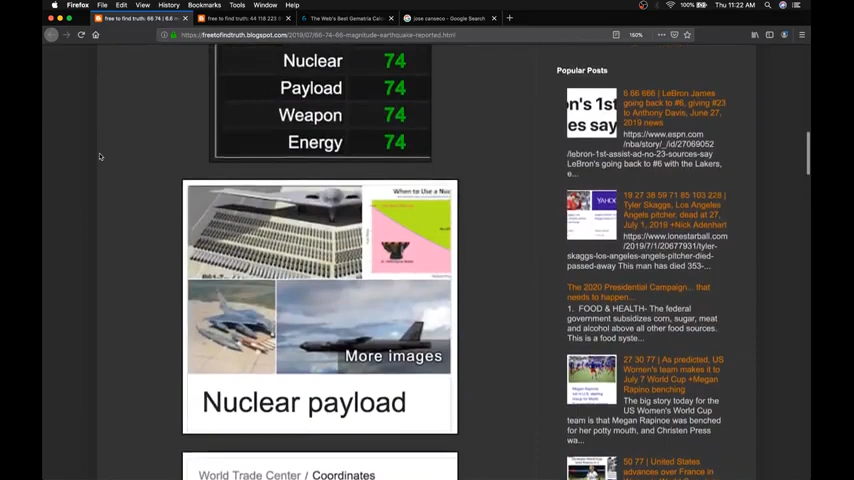 Firefox File Edit View History Bookmarks Tools Gemetria Window Help
100% Thu 11:22 AM
free to find truth: 66 74 | 6.6 m
free to find truth: 44 118 223 |
The Web's Best Gemetria Calc
jose canseco - Google Search
https://freetofindtruth.blogspot.com/2019/07/66-74-66-magnitude-earthquake-reported.html
150%
Nuclear 74
Payload 74
Weapon 74
Energy 74
When to Use a Nuc
More images
Nuclear payload
World Trade Center / Coordinates
Popular Posts
n's 1st
es say
6 66 666 | LeBron James
going back to #6, giving #23
to Anthony Davis, June 27,
2019 news
https://www.espn.com
/nba/story/_/id/27069052
/lebron-1st-assist-ad-no-23-sources-say
LeBron's going back to #6 with the Lakers,
e...
YAHOO
19 27 38 59 71 85 103 228 |
Tyler Skaggs, Los Angeles
Angels pitcher, dead at 27,
July 1, 2019 +Nick Adenhart
https://www.lonestarball.com
/2019/7/1/20677931/tyler-
skaggs-los-angeles-angels-pitcher-died-
passed-away This man has died 353-...
The 2020 Presidential Campaign... that
needs to happen...
1. FOOD & HEALTH- The federal
government subsidizes corn, sugar, meat
and alcohol above all other food sources.
This is a food syste...
27 30 77 | As predicted, US
Women's team makes it to
July 7 World Cup +Megan
Rapino benching
The big story today for the
US Women's World Cup
team is that Megan Rapinoe was benched
for her potty mouth, and Christen Press
wa...
50 77 | United States
advances over France in